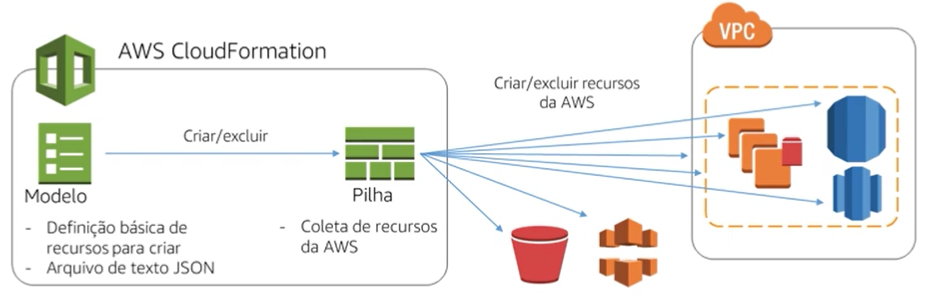 AWS CloudFormation
VPC
Criar/excluir recursos
da AWS
Criar/excluir
Modelo
Pilha
- Definição básica de
recursos para criar
- Arquivo de texto JSON
- Coleta de recursos
da AWS